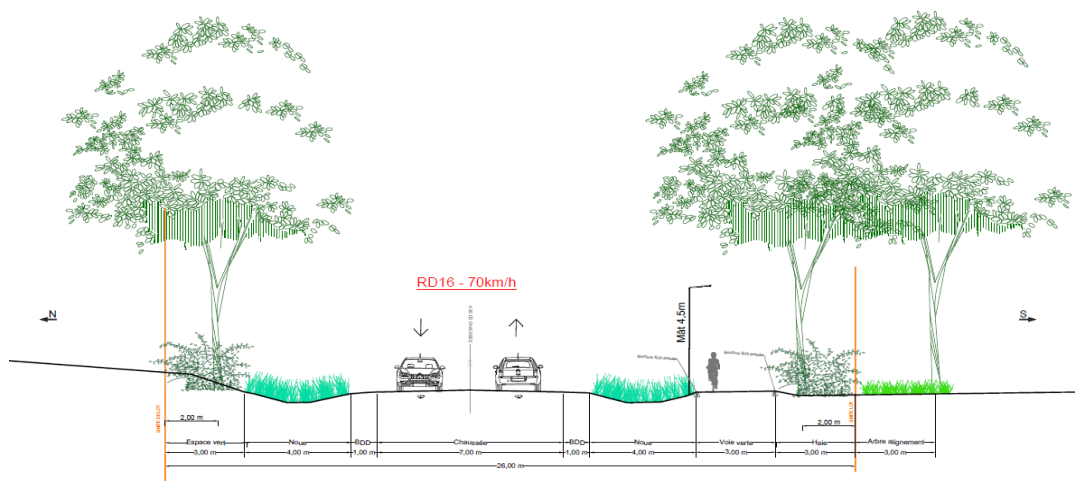 RD16 - 70km/h
N
S
Mât 4,5m
2,00 m
2,00 m
Espace vert
Noue
BDD
Chaussée
BDD
Noue
Voie verte
Haie
Arbre alignement
3,00 m
4,00 m
1,00 m
7,00 m
1,00 m
4,00 m
3,00 m
3,00 m
3,00 m
26,00 m